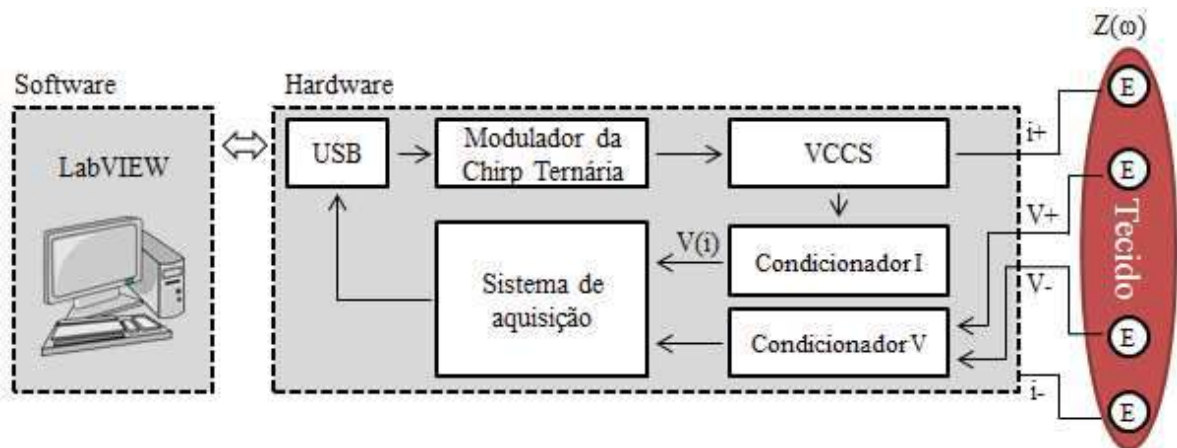 Z(ω)
Software
Hardware
LabVIEW
USB
Modulador da
Chirp Ternária
VCCS
i+
E
E
V+
V(i)
Condicionador I
V-
Tecido
Sistema de
aquisição
Condicionador V
E
i-
E